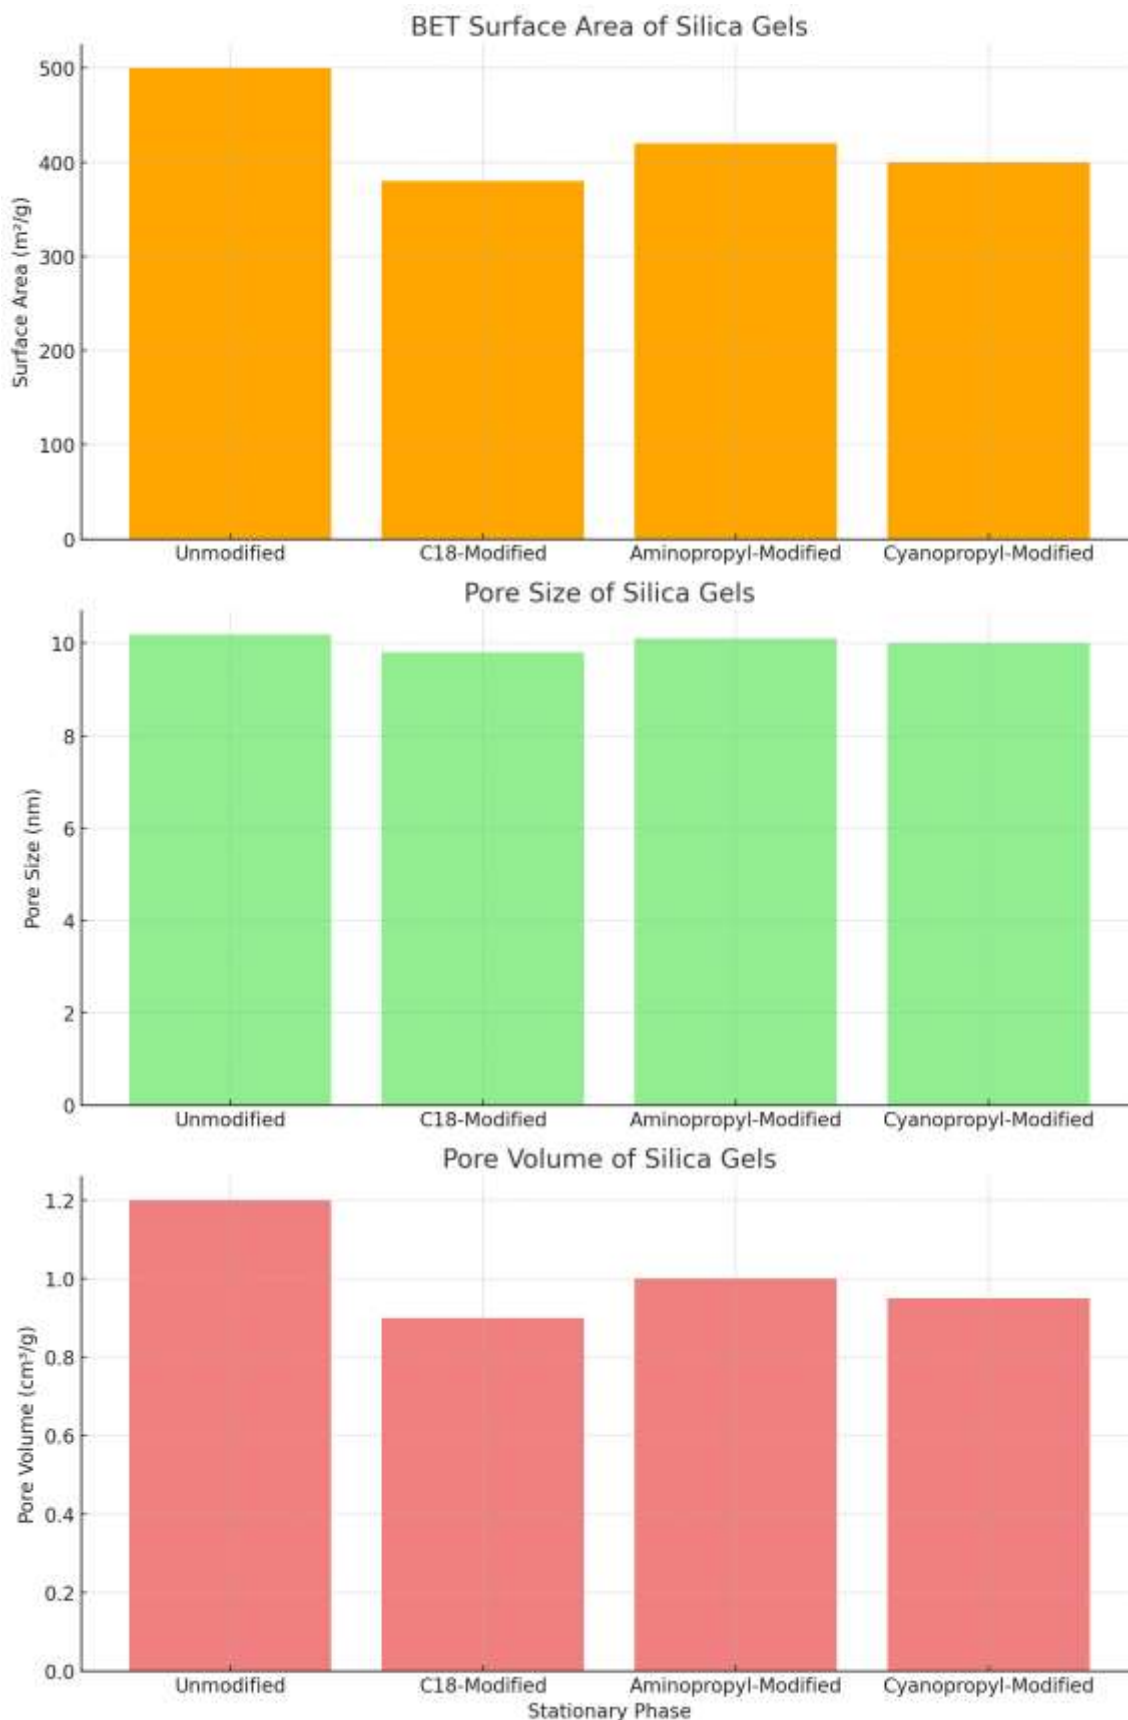 BET Surface Area of Silica Gels
Surface Area (m²/g)
500
400
300
200
100
0
Unmodified C18-Modified Aminopropyl-Modified Cyanopropyl-Modified
Pore Size of Silica Gels
Pore Size (nm)
10
8
6
4
2
0
Unmodified C18-Modified Aminopropyl-Modified Cyanopropyl-Modified
Pore Volume of Silica Gels
Pore Volume (cm³/g)
1.2
1.0
0.8
0.6
0.4
0.2
0.0
Unmodified C18-Modified Aminopropyl-Modified Cyanopropyl-Modified
Stationary Phase